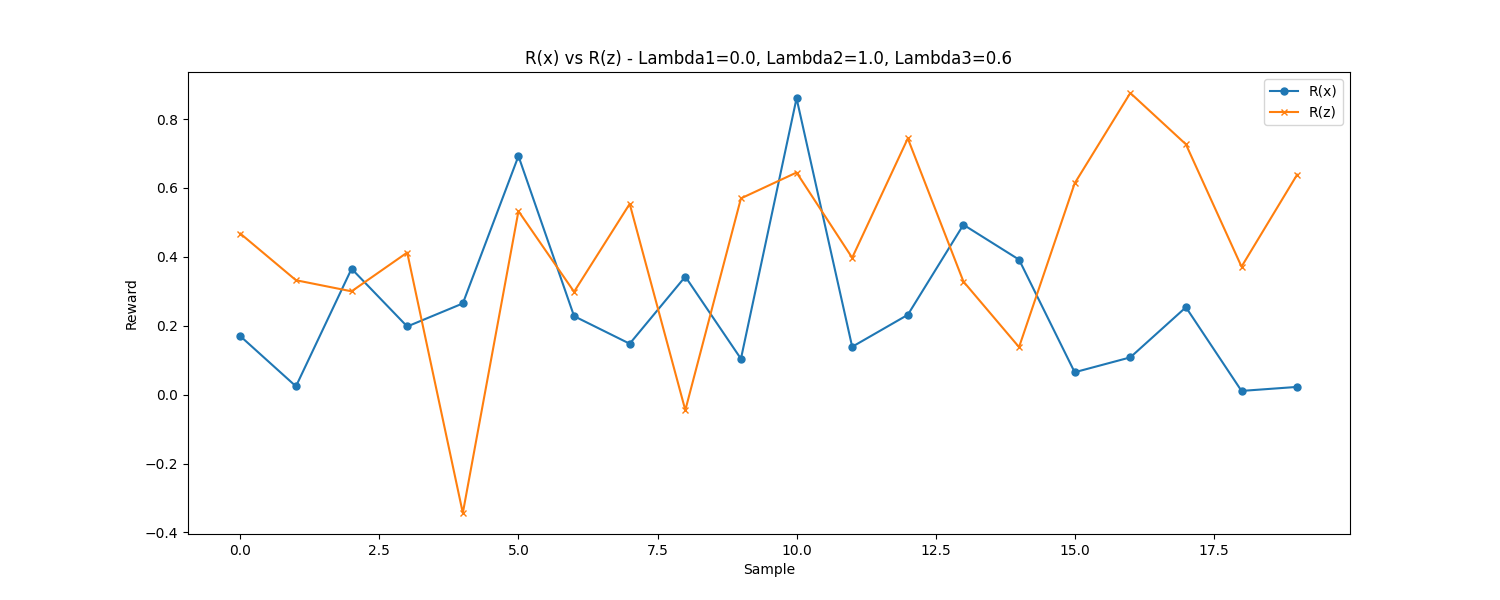 R(x) vs R(z) - Lambda1=0.0, Lambda2=1.0, Lambda3=0.6
R(x)
R(z)
Reward
0.8
0.6
0.4
0.2
0.0
−0.2
−0.4
0.0 2.5 5.0 7.5 10.0 12.5 15.0 17.5
Sample